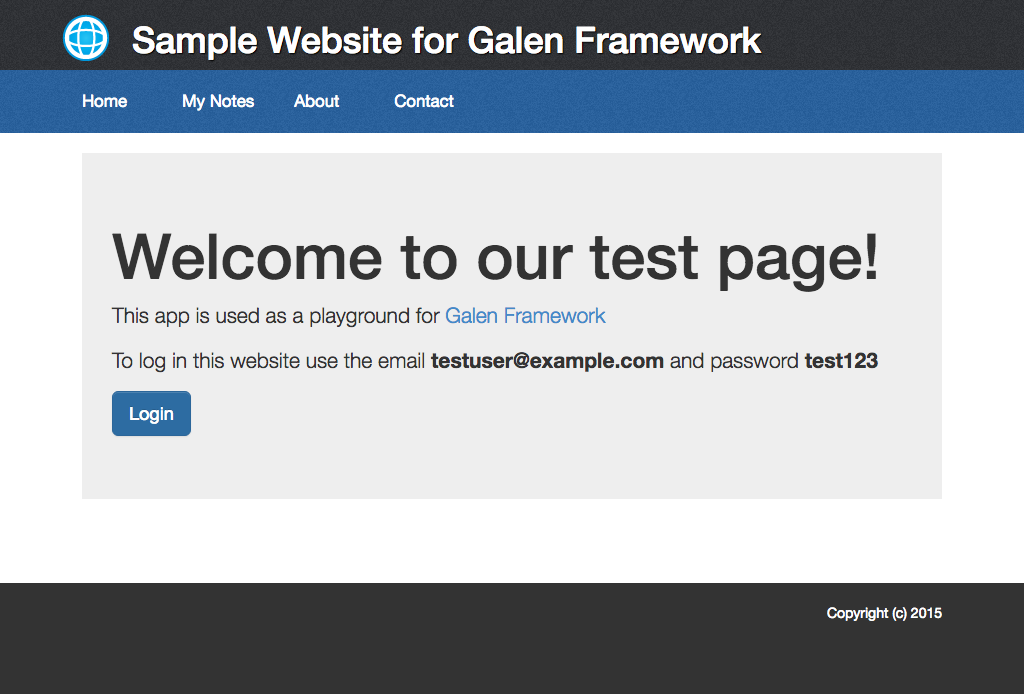 Sample Website for Galen Framework
Home My Notes About Contact
Welcome to our test page!
This app is used as a playground for Galen Framework
To log in this website use the email testuser@example.com and password test123
Login
Copyright (c) 2015